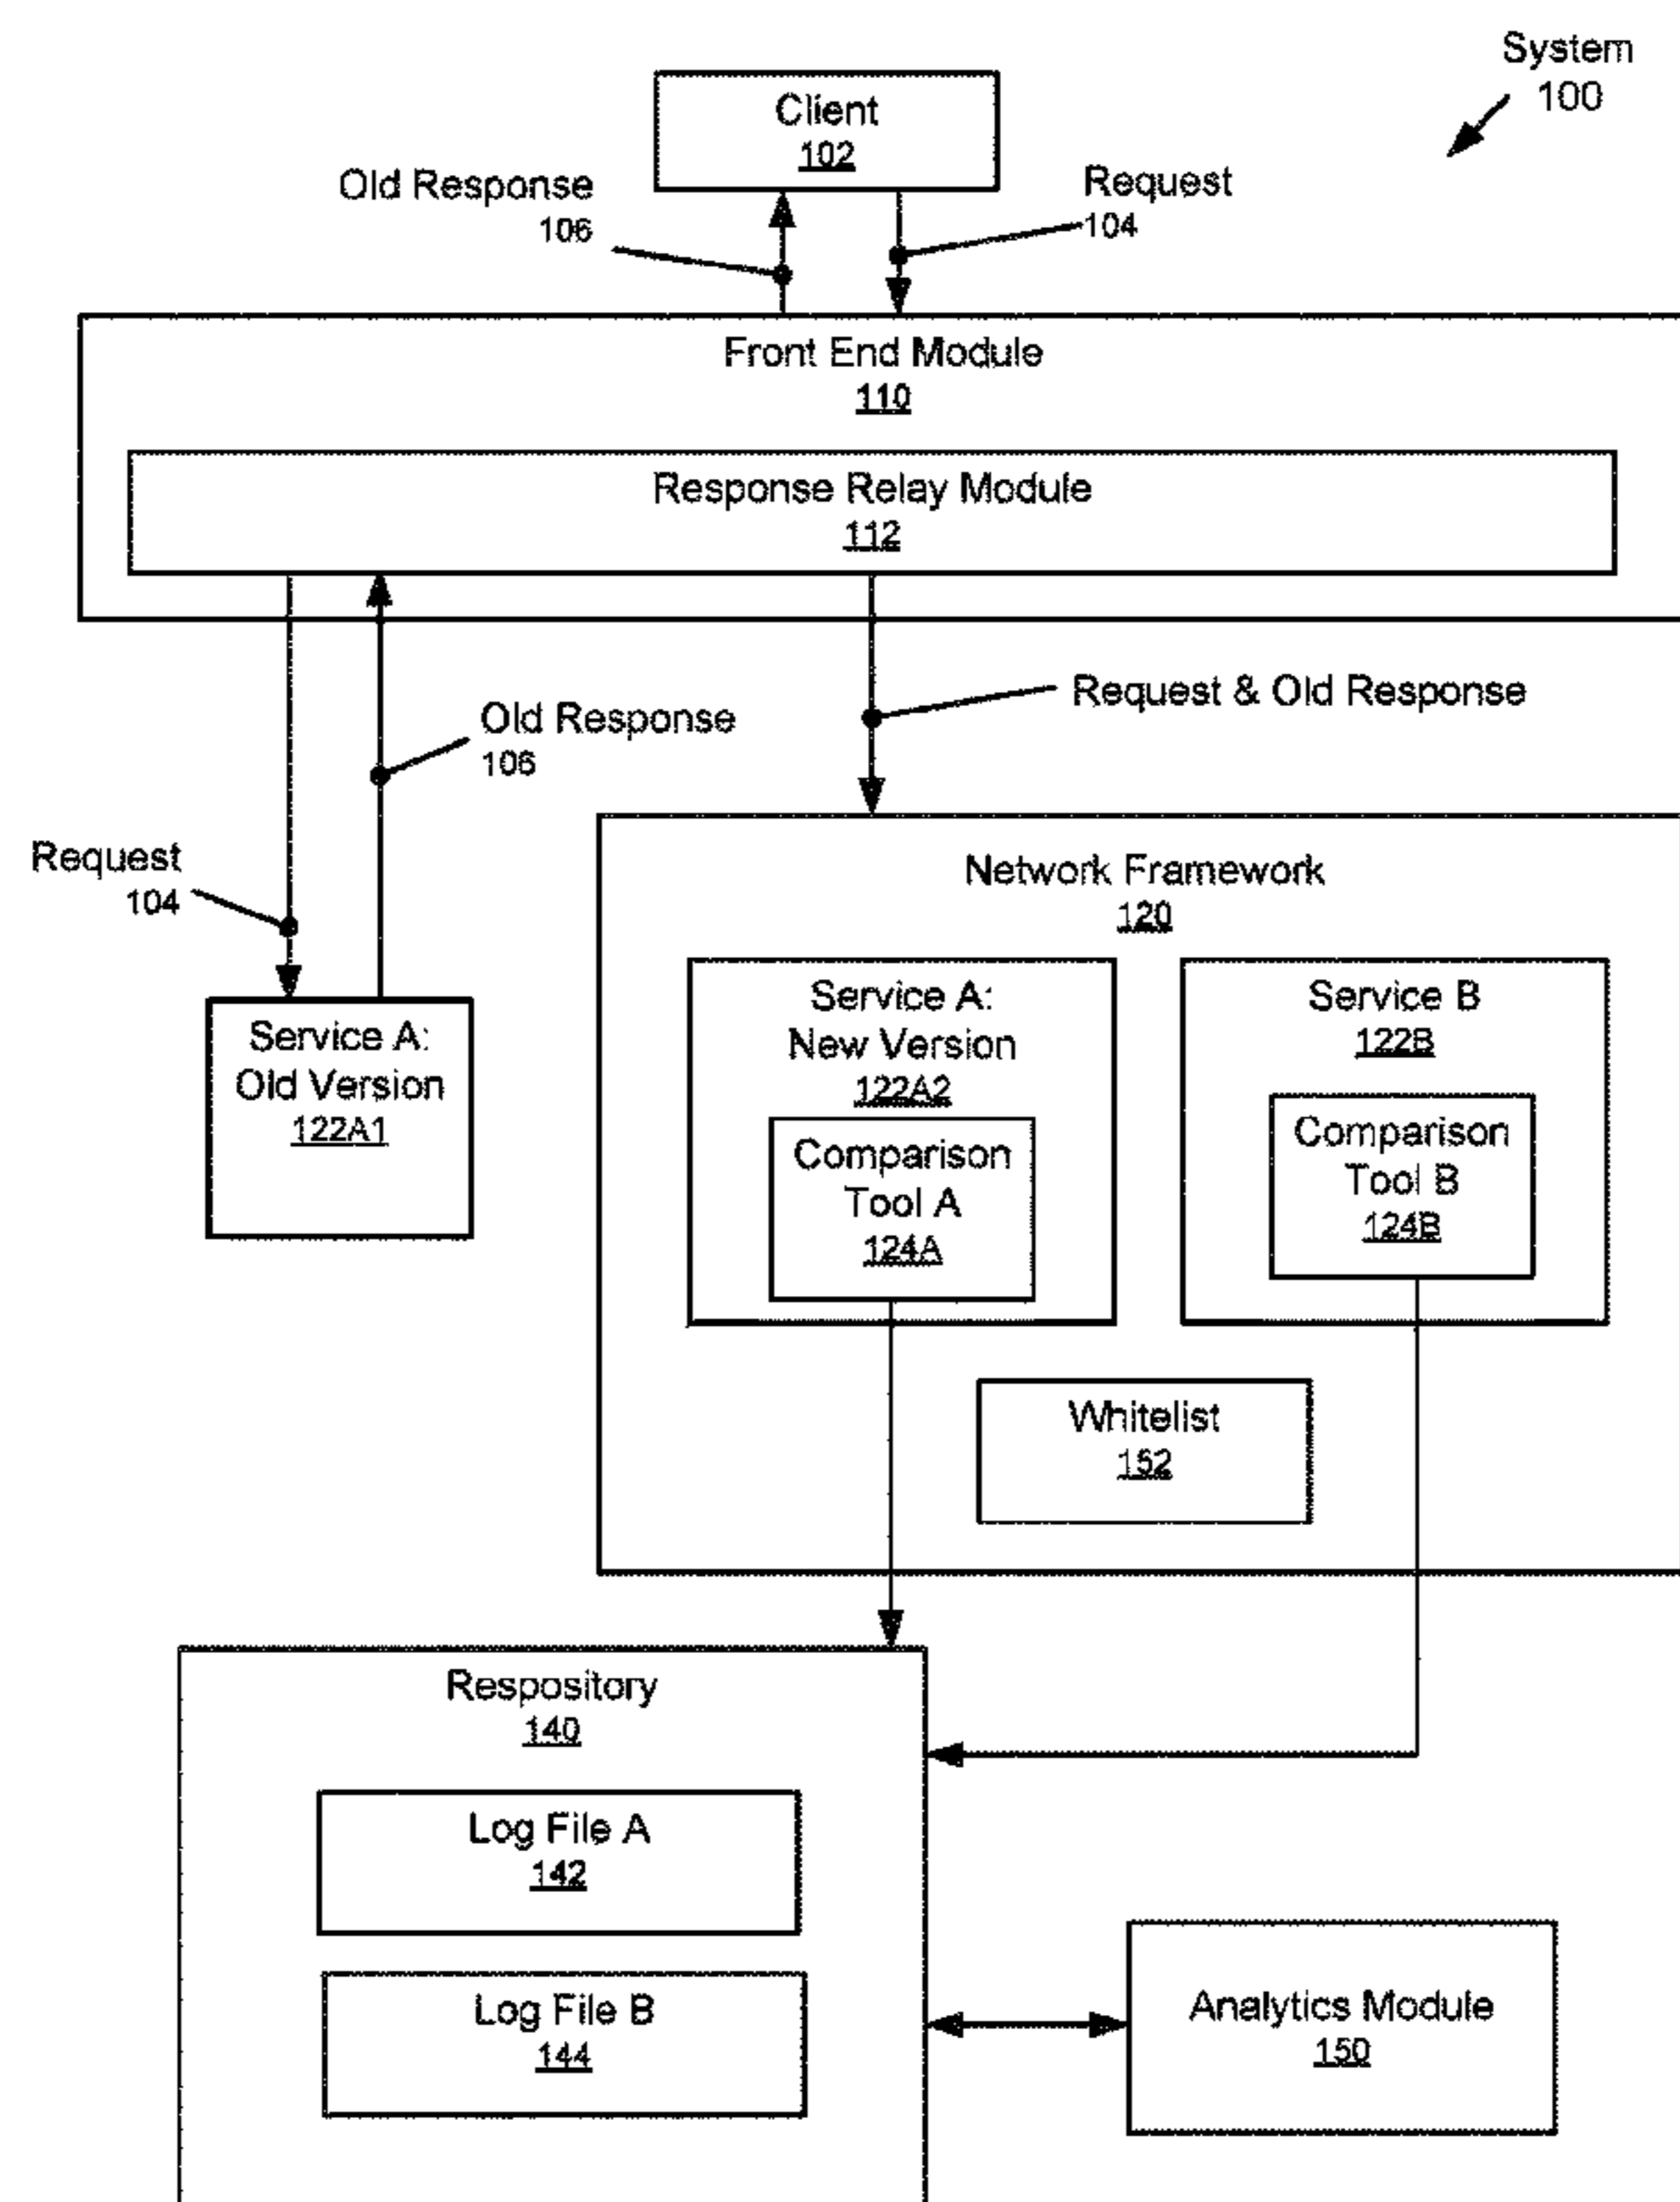 System
100
Client
102
Old Response
106
Request
104
Front End Module
110
Response Relay Module
112
Request & Old Response
Old Response
106
Request
104
Network Framework
120
Service A:
Old Version
122A1
Service A:
New Version
122A2
Comparison
Tool A
124A
Service B
122B
Comparison
Tool B
124B
Whitelist
152
Respository
140
Log File A
142
Log File B
144
Analytics Module
150